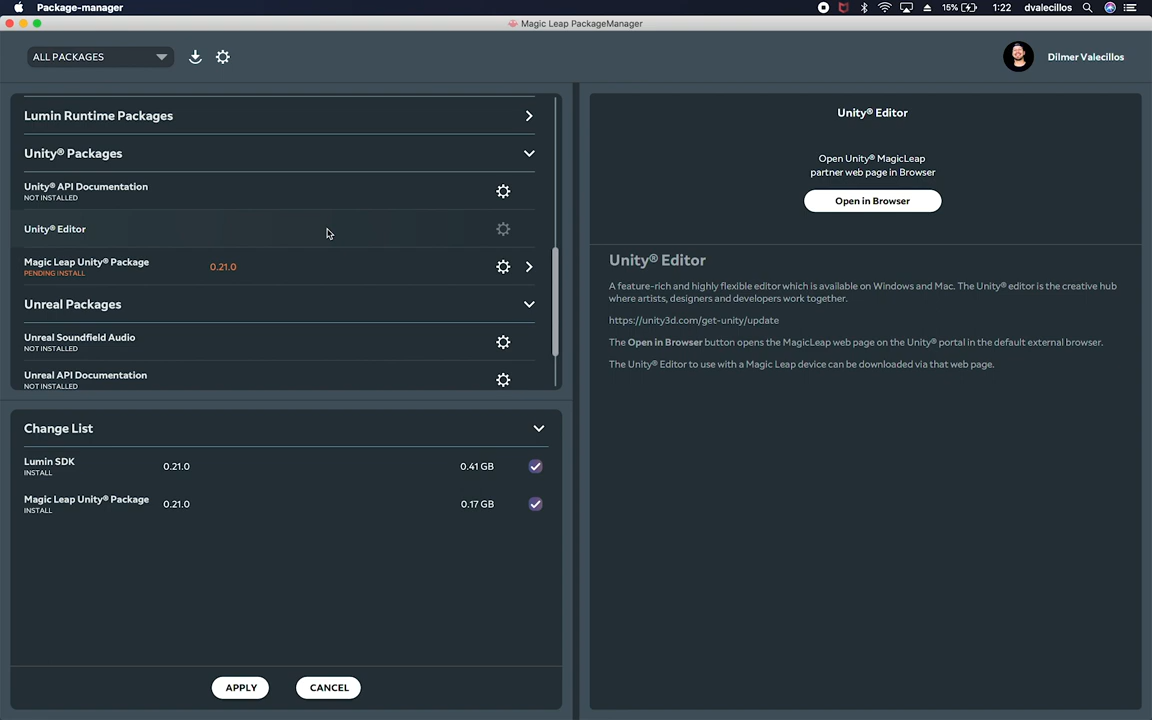 Package-manager
15%
1:22
dvalecillos
Magic Leap PackageManager
ALL PACKAGES
Dilmer Valecillos
Lumin Runtime Packages
Unity® Packages
Unity® API Documentation
NOT INSTALLED
Unity® Editor
Magic Leap Unity® Package
PENDING INSTALL
0.21.0
Unreal Packages
Unreal Soundfield Audio
NOT INSTALLED
Unreal API Documentation
NOT INSTALLED
Change List
Lumin SDK
INSTALL
0.21.0
0.41 GB
Magic Leap Unity® Package
INSTALL
0.21.0
0.17 GB
APPLY
CANCEL
Unity® Editor
Open Unity® MagicLeap
partner web page in Browser
Open in Browser
Unity® Editor
A feature-rich and highly flexible editor which is available on Windows and Mac. The Unity® editor is the creative hub
where artists, designers and developers work together.
https://unity3d.com/get-unity/update
The Open in Browser button opens the MagicLeap web page on the Unity® portal in the default external browser.
The Unity® Editor to use with a Magic Leap device can be downloaded via that web page.